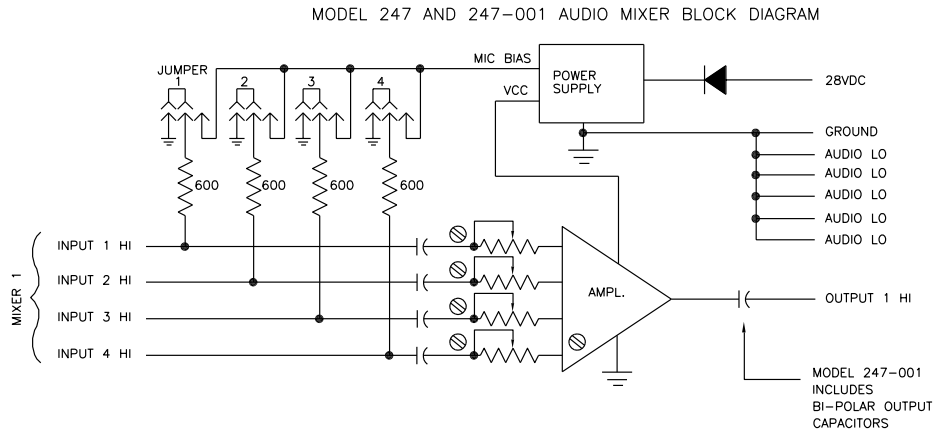 MODEL 247 AND 247-001 AUDIO MIXER BLOCK DIAGRAM
JUMPER
1
2
3
4
MIC BIAS
VCC
POWER
SUPPLY
28VDC
GROUND
AUDIO LO
AUDIO LO
AUDIO LO
AUDIO LO
AUDIO LO
600
600
600
600
MIXER 1
INPUT 1 HI
INPUT 2 HI
INPUT 3 HI
INPUT 4 HI
AMPL.
OUTPUT 1 HI
MODEL 247-001
INCLUDES
BI-POLAR OUTPUT
CAPACITORS